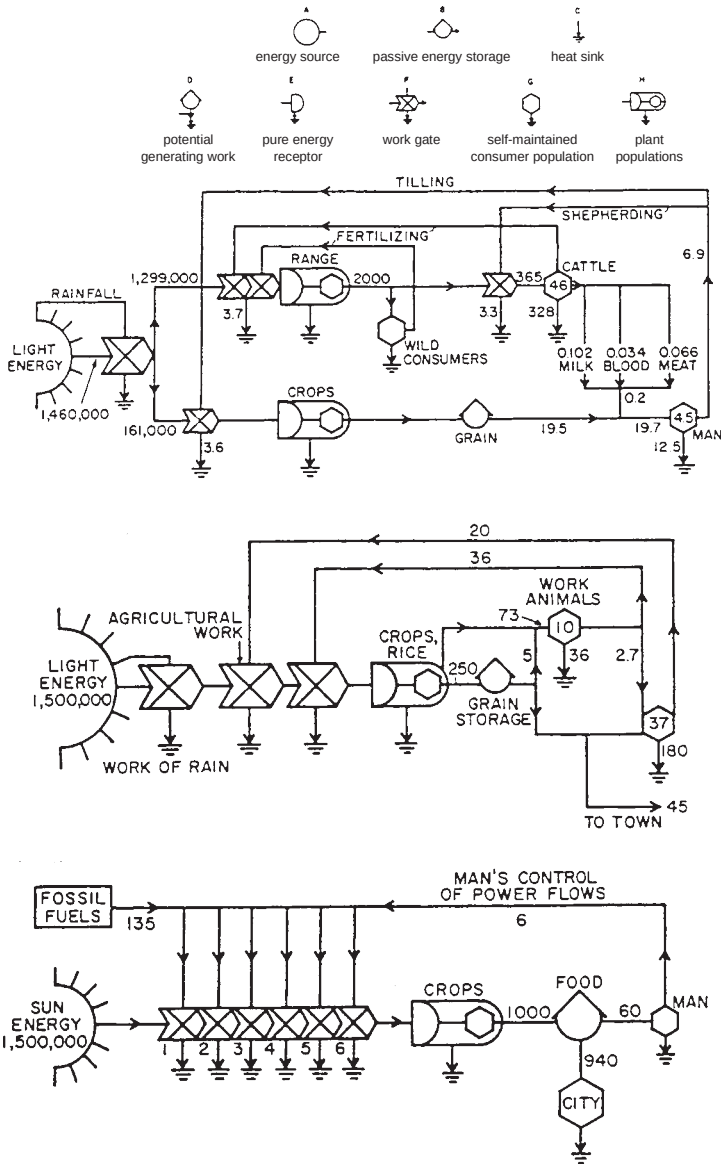 A
B
C
energy source
passive energy storage
heat sink
D
E
F
G
H
potential
generating work
pure energy
receptor
work gate
self-maintained
consumer population
plant
populations
TILLING
SHEPHERDING
FERTILIZING
6.9
1,299,000
RANGE
2000
365
CATTLE
46
RAINFALL
3.7
3.3
328
WILD
CONSUMERS
LIGHT
ENERGY
0.102
MILK
0.034
BLOOD
0.066
MEAT
1,460,000
CROPS
0.2
161,000
GRAIN
19.5
19.7
4.5
MAN
3.6
12.5
20
36
AGRICULTURAL
WORK
WORK
ANIMALS
73
10
CROPS,
RICE
LIGHT
ENERGY
1,500,000
250
5
36
2.7
GRAIN
STORAGE
37
180
WORK OF RAIN
45
TO TOWN
FOSSIL
FUELS
135
MAN'S CONTROL
OF POWER FLOWS
6
SUN
ENERGY
1,500,000
CROPS
1000
FOOD
60
MAN
1
2
3
4
5
6
940
CITY